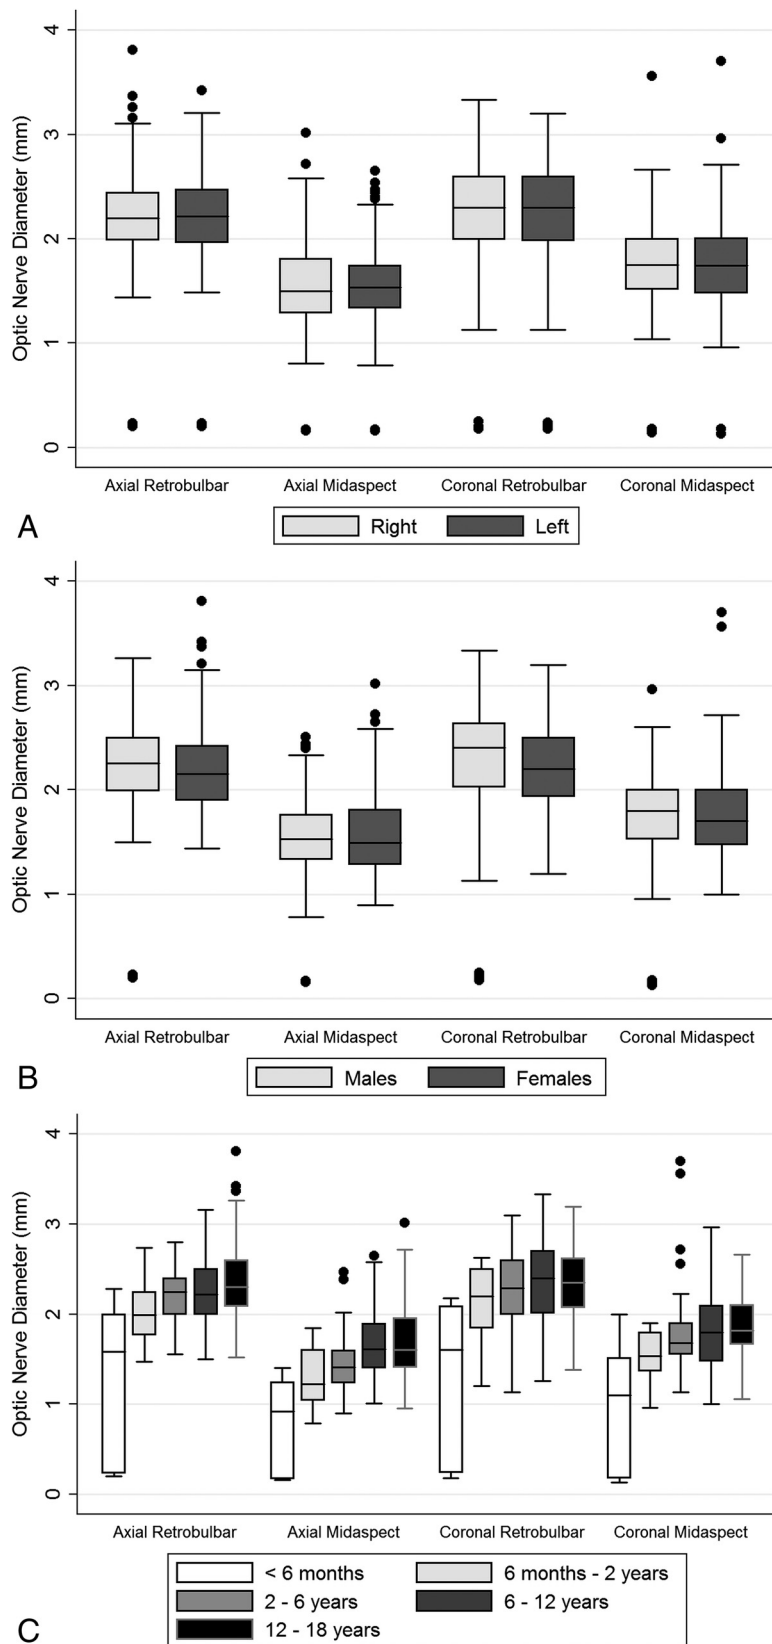 Optic Nerve Diameter (mm)
4
3
2
1
0
Axial Retrobulbar Axial Midaspect Coronal Retrobulbar Coronal Midaspect
Right Left
A
Optic Nerve Diameter (mm)
4
3
2
1
0
Axial Retrobulbar Axial Midaspect Coronal Retrobulbar Coronal Midaspect
Males Females
B
Optic Nerve Diameter (mm)
4
3
2
1
0
Axial Retrobulbar Axial Midaspect Coronal Retrobulbar Coronal Midaspect
< 6 months 6 months - 2 years
2 - 6 years 6 - 12 years
12 - 18 years
C